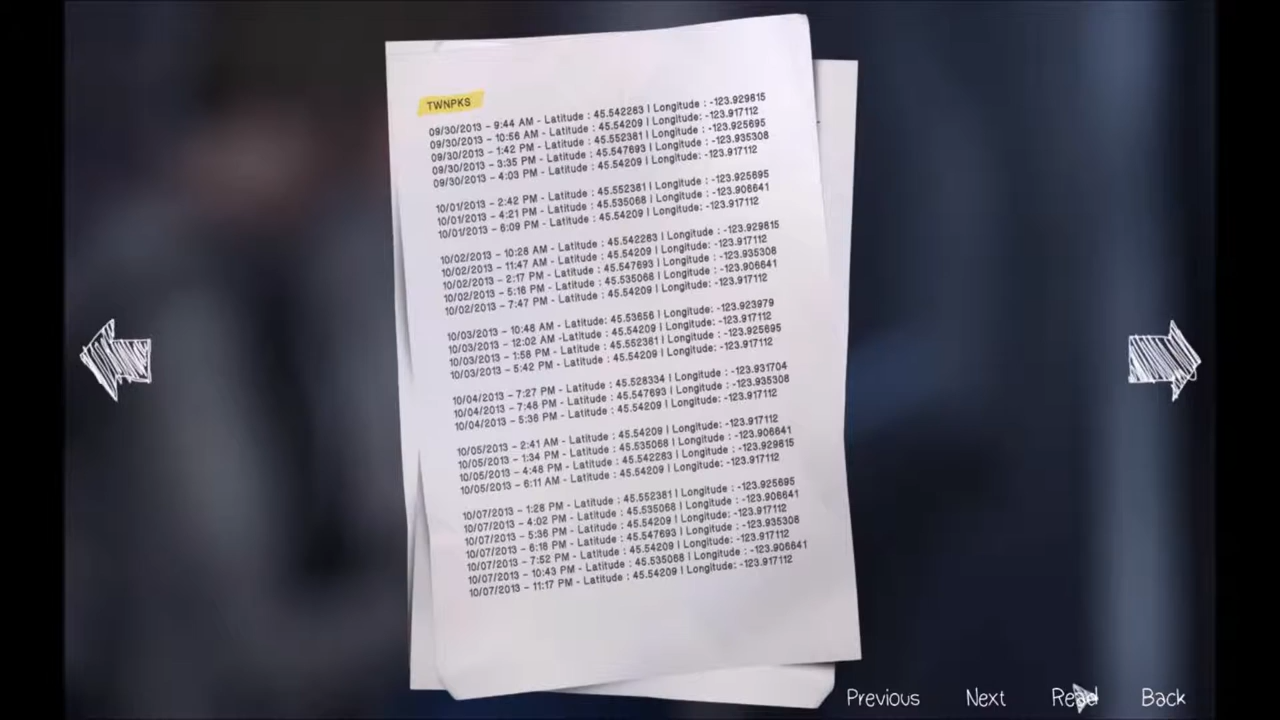 TWNPKS
09/30/2013 - 9:44 AM - Latitude : 45.542283 | Longitude : -123.929815
09/30/2013 - 10:56 AM - Latitude : 45.54209 | Longitude: -123.917112
09/30/2013 - 1:42 PM - Latitude : 45.552381 | Longitude : -123.925695
09/30/2013 - 3:35 PM - Latitude : 45.547693 | Longitude : -123.935308
09/30/2013 - 4:03 PM - Latitude : 45.54209 | Longitude: -123.917112
10/01/2013 - 2:42 PM - Latitude : 45.552381 | Longitude : -123.925695
10/01/2013 - 4:21 PM - Latitude : 45.535068 | Longitude : -123.906641
10/01/2013 - 6:09 PM - Latitude : 45.54209 | Longitude: -123.917112
10/02/2013 - 10:28 AM - Latitude : 45.542283 | Longitude : -123.929815
10/02/2013 - 11:47 AM - Latitude : 45.54209 | Longitude: -123.917112
10/02/2013 - 2:17 PM - Latitude : 45.547693 | Longitude : -123.935308
10/02/2013 - 5:16 PM - Latitude : 45.535068 | Longitude : -123.906641
10/02/2013 - 7:47 PM - Latitude : 45.54209 | Longitude: -123.917112
10/03/2013 - 10:48 AM - Latitude: 45.53656 | Longitude : -123.923979
10/03/2013 - 12:02 AM -Latitude : 45.54209 | Longitude: -123.917112
10/03/2013 - 1:58 PM - Latitude : 45.552381 | Longitude : -123.925695
10/03/2013 - 5:42 PM - Latitude : 45.54209 | Longitude: -123.917112
10/04/2013 - 7:27 PM - Latitude : 45.528334 | Longitude : -123.931704
10/04/2013 - 7:48 PM - Latitude : 45.547693 | Longitude : -123.935308
10/04/2013 - 5:36 PM - Latitude : 45.54209 | Longitude: -123.917112
10/05/2013 - 2:41 AM - Latitude : 45.54209 | Longitude: -123.917112
10/05/2013 - 1:34 PM - Latitude : 45.535068 | Longitude : -123.906641
10/05/2013 - 4:48 PM - Latitude : 45.542283 | Longitude : -123.929815
10/05/2013 - 6:11 AM - Latitude : 45.54209 | Longitude: -123.917112
10/07/2013 - 1:28 PM - Latitude : 45.552381 | Longitude : -123.925695
10/07/2013 - 4:02 PM - Latitude : 45.535068 | Longitude : -123.906641
10/07/2013 - 5:36 PM - Latitude : 45.54209 | Longitude: -123.917112
10/07/2013 - 6:18 PM - Latitude : 45.547693 | Longitude : -123.935308
10/07/2013 - 7:52 PM - Latitude : 45.54209 | Longitude: -123.917112
10/07/2013 - 10:43 PM - Latitude : 45.535068 | Longitude : -123.906641
10/07/2013 - 11:17 PM - Latitude : 45.54209 | Longitude: -123.917112
Previous Next Read Back